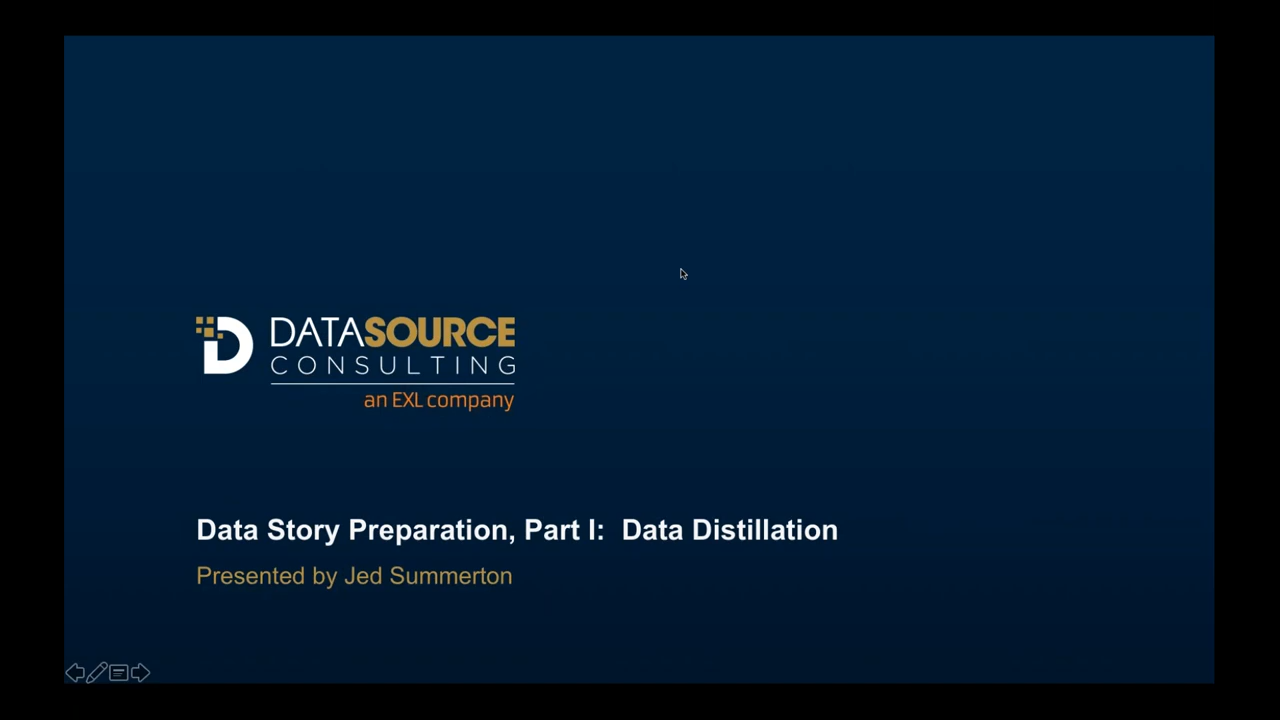 DATASOURCE
CONSULTING
an EXL company
Data Story Preparation, Part I:  Data Distillation
Presented by Jed Summerton